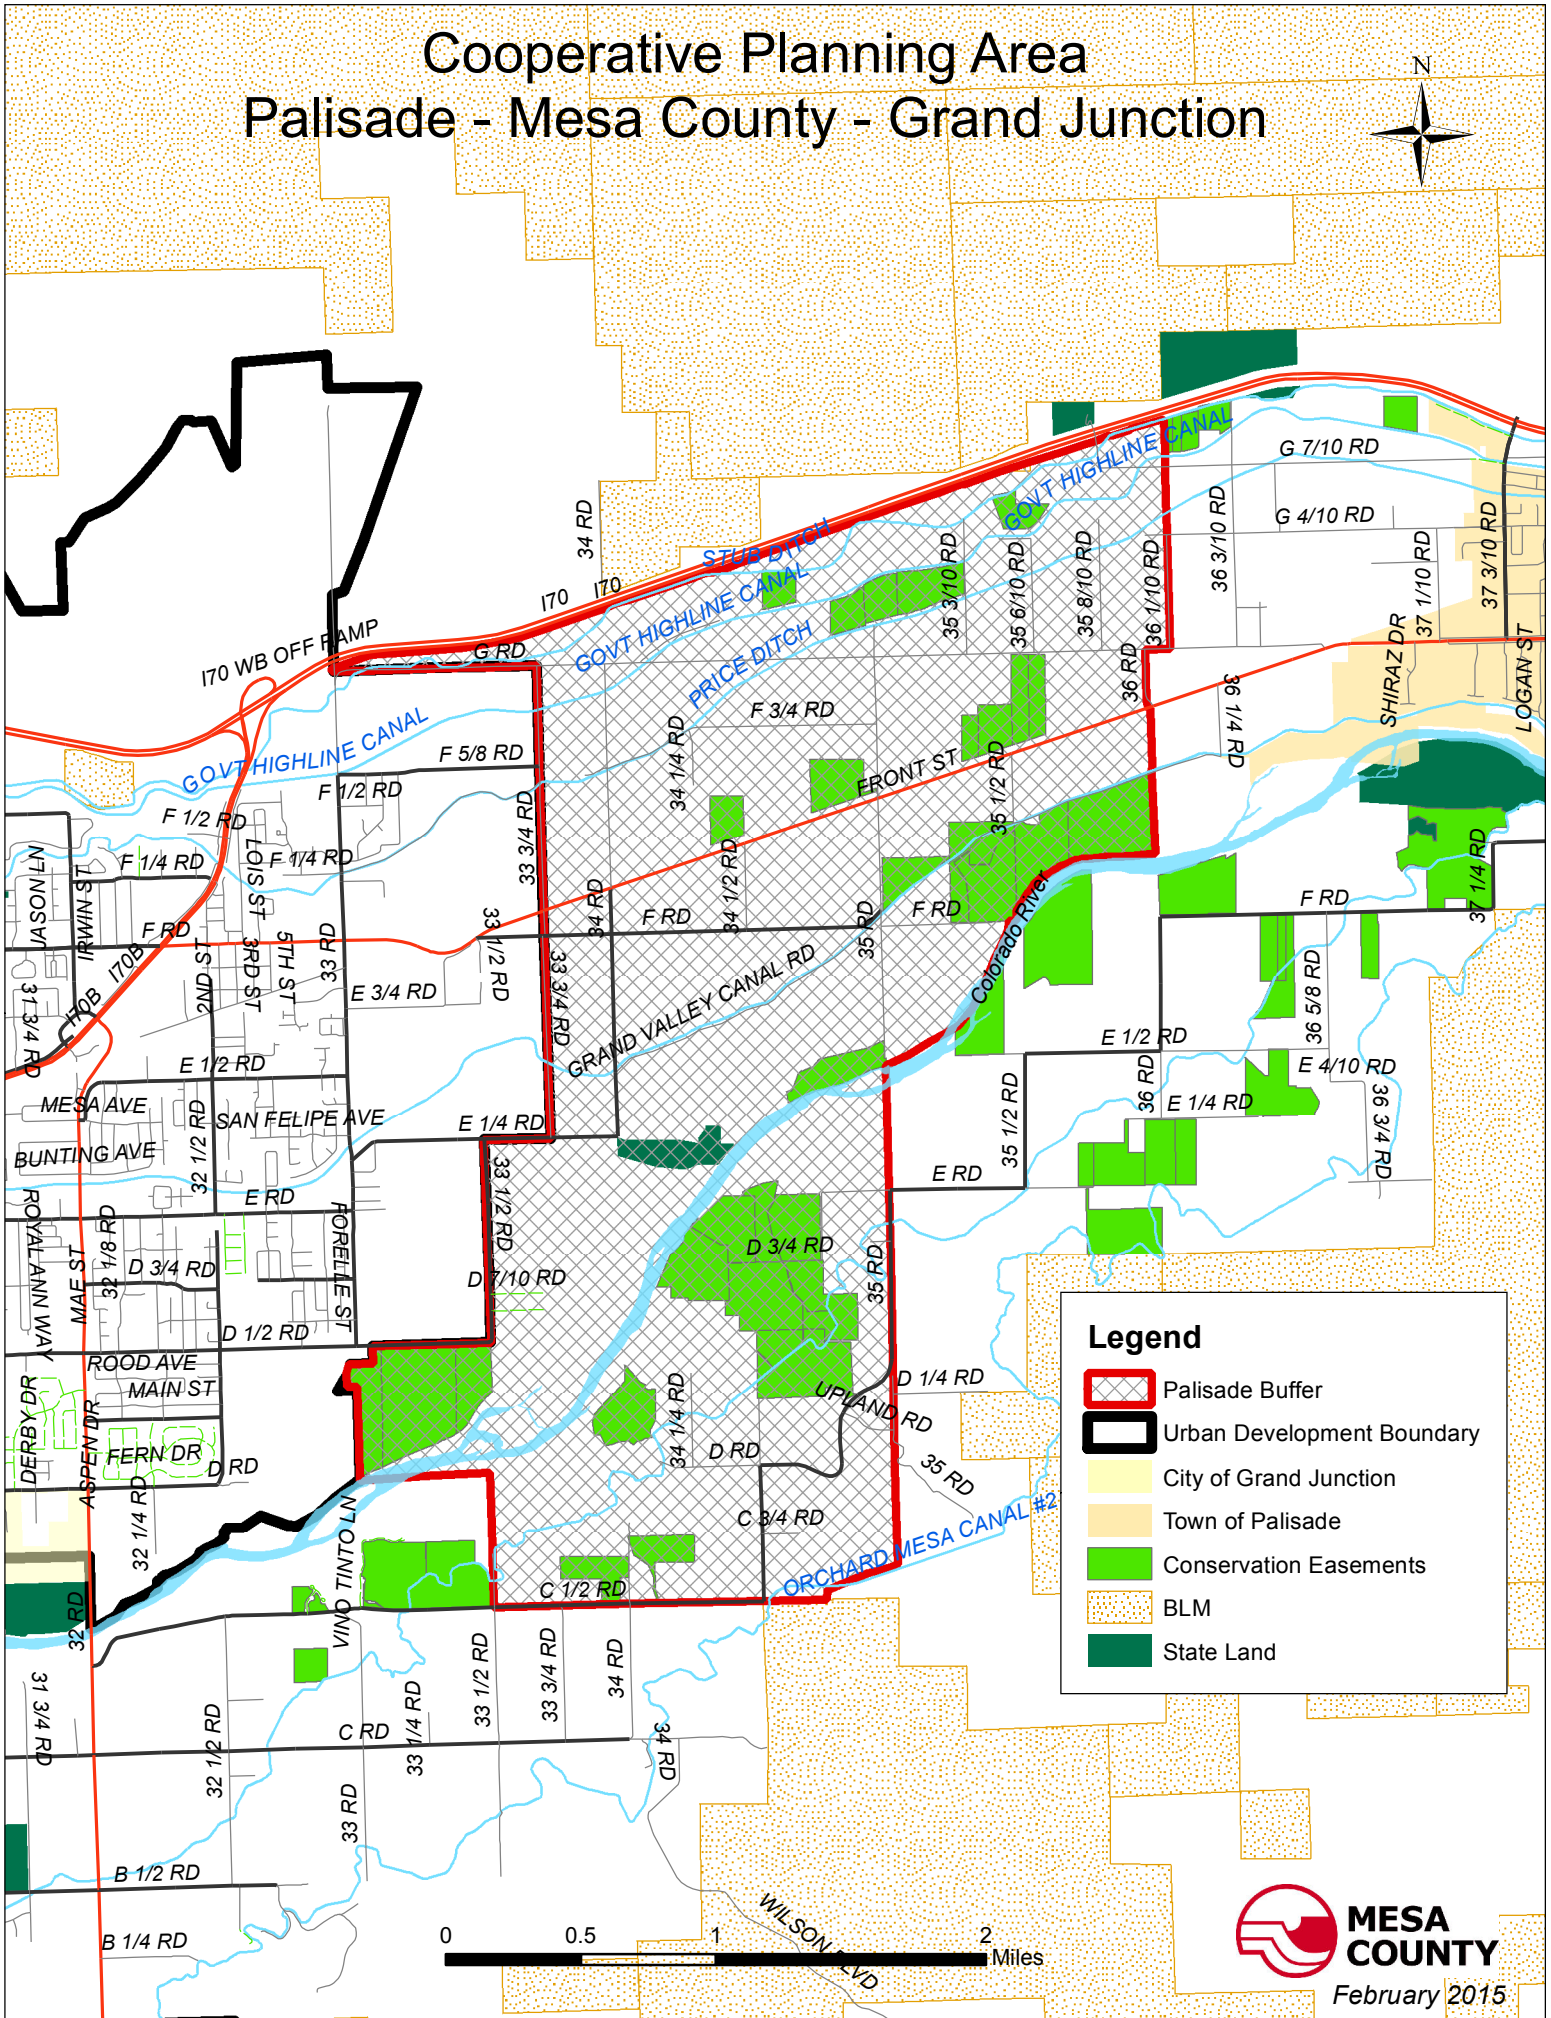 Cooperative Planning Area
Palisade - Mesa County - Grand Junction
N
GOVT HIGHLINE CANAL
G 7/10 RD
34 RD
36 3/10 RD
G 4/10 RD
37 3/10 RD
STUB DITCH
35 3/10 RD
35 6/10 RD
35 8/10 RD
36 1/10 RD
37 1/10 RD
I70
I70
GOVT HIGHLINE CANAL
I70 WB OFF RAMP
G RD
PRICE DITCH
36 RD
SHIRAZ DR
LOGAN ST
36 1/4 RD
GOVT HIGHLINE CANAL
F 3/4 RD
34 1/4 RD
F 5/8 RD
FRONT ST
35 1/2 RD
F 1/2 RD
F 1/2 RD
33 3/4 RD
JASON LN
F 1/4 RD
LOIS ST
F 1/4 RD
34 1/2 RD
37 1/4 RD
IRWIN ST
34 RD
F RD
35 RD
F RD
F RD
F RD
33 1/2 RD
Colorado River
I70B
2ND ST
3RD ST
5TH ST
33 RD
33 3/4 RD
GRAND VALLEY CANAL RD
36 5/8 RD
31 3/4 RD
I70B
E 3/4 RD
E 1/2 RD
E 1/2 RD
E 4/10 RD
MESA AVE
32 1/2 RD
SAN FELIPE AVE
E 1/4 RD
35 1/2 RD
36 RD
E 1/4 RD
36 3/4 RD
BUNTING AVE
33 1/2 RD
E RD
E RD
ROYAL ANN WAY
MAE ST
32 1/8 RD
D 3/4 RD
FORELLE ST
D 7/10 RD
D 3/4 RD
35 RD
D 1/2 RD
Legend
Palisade Buffer
Urban Development Boundary
City of Grand Junction
Town of Palisade
Conservation Easements
BLM
State Land
ROOD AVE
MAIN ST
DERBY DR
ASPEN DR
FERN DR
D RD
34 1/4 RD
UPLAND RD
D 1/4 RD
D RD
35 RD
32 1/4 RD
VINO TINTO LN
C 3/4 RD
ORCHARD MESA CANAL #2
C 1/2 RD
32 RD
31 3/4 RD
32 1/2 RD
C RD
33 1/4 RD
33 1/2 RD
33 3/4 RD
34 RD
34 RD
33 RD
B 1/2 RD
B 1/4 RD
WILSON BLVD
0
0.5
1
2
Miles
MESA
COUNTY
February 2015